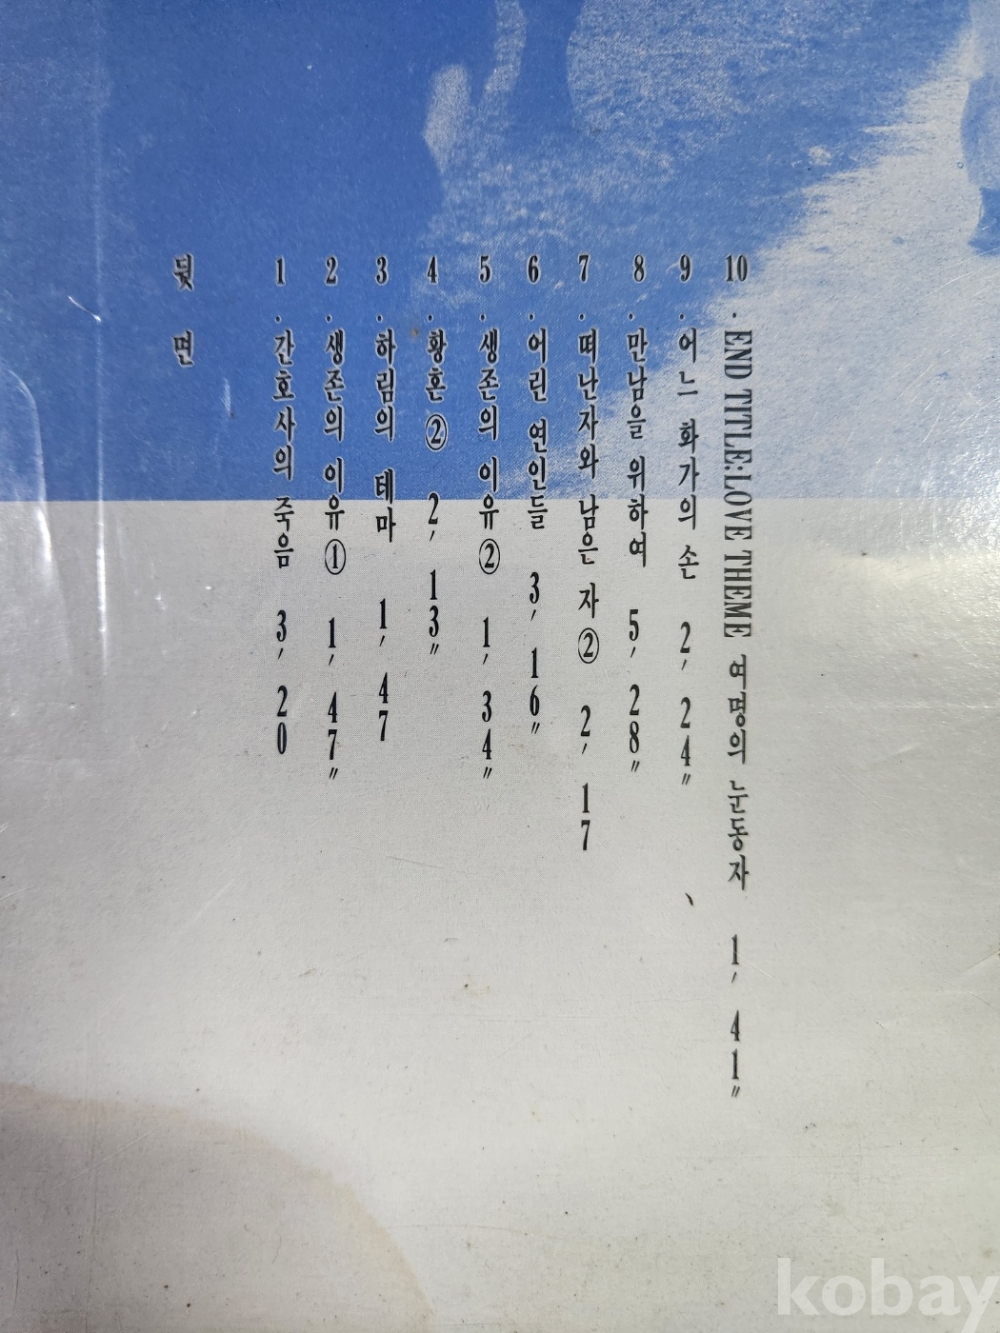 뒷 면
1. 간호사의 죽음 3′ 20
2. 생존의 이유① 1′ 47″
3. 하림의 테마 1′ 47
4. 황혼② 2′ 13″
5. 생존의 이유② 1′ 34″
6. 어린 연인들 3′ 16″
7. 떠난자와 남은 자② 2′ 17
8. 만남을 위하여 5′ 28″
9. 어느 화가의 손 2′ 24″
10. END TITLE:LOVE THEME 여명의 눈동자 1′ 41″
kobay